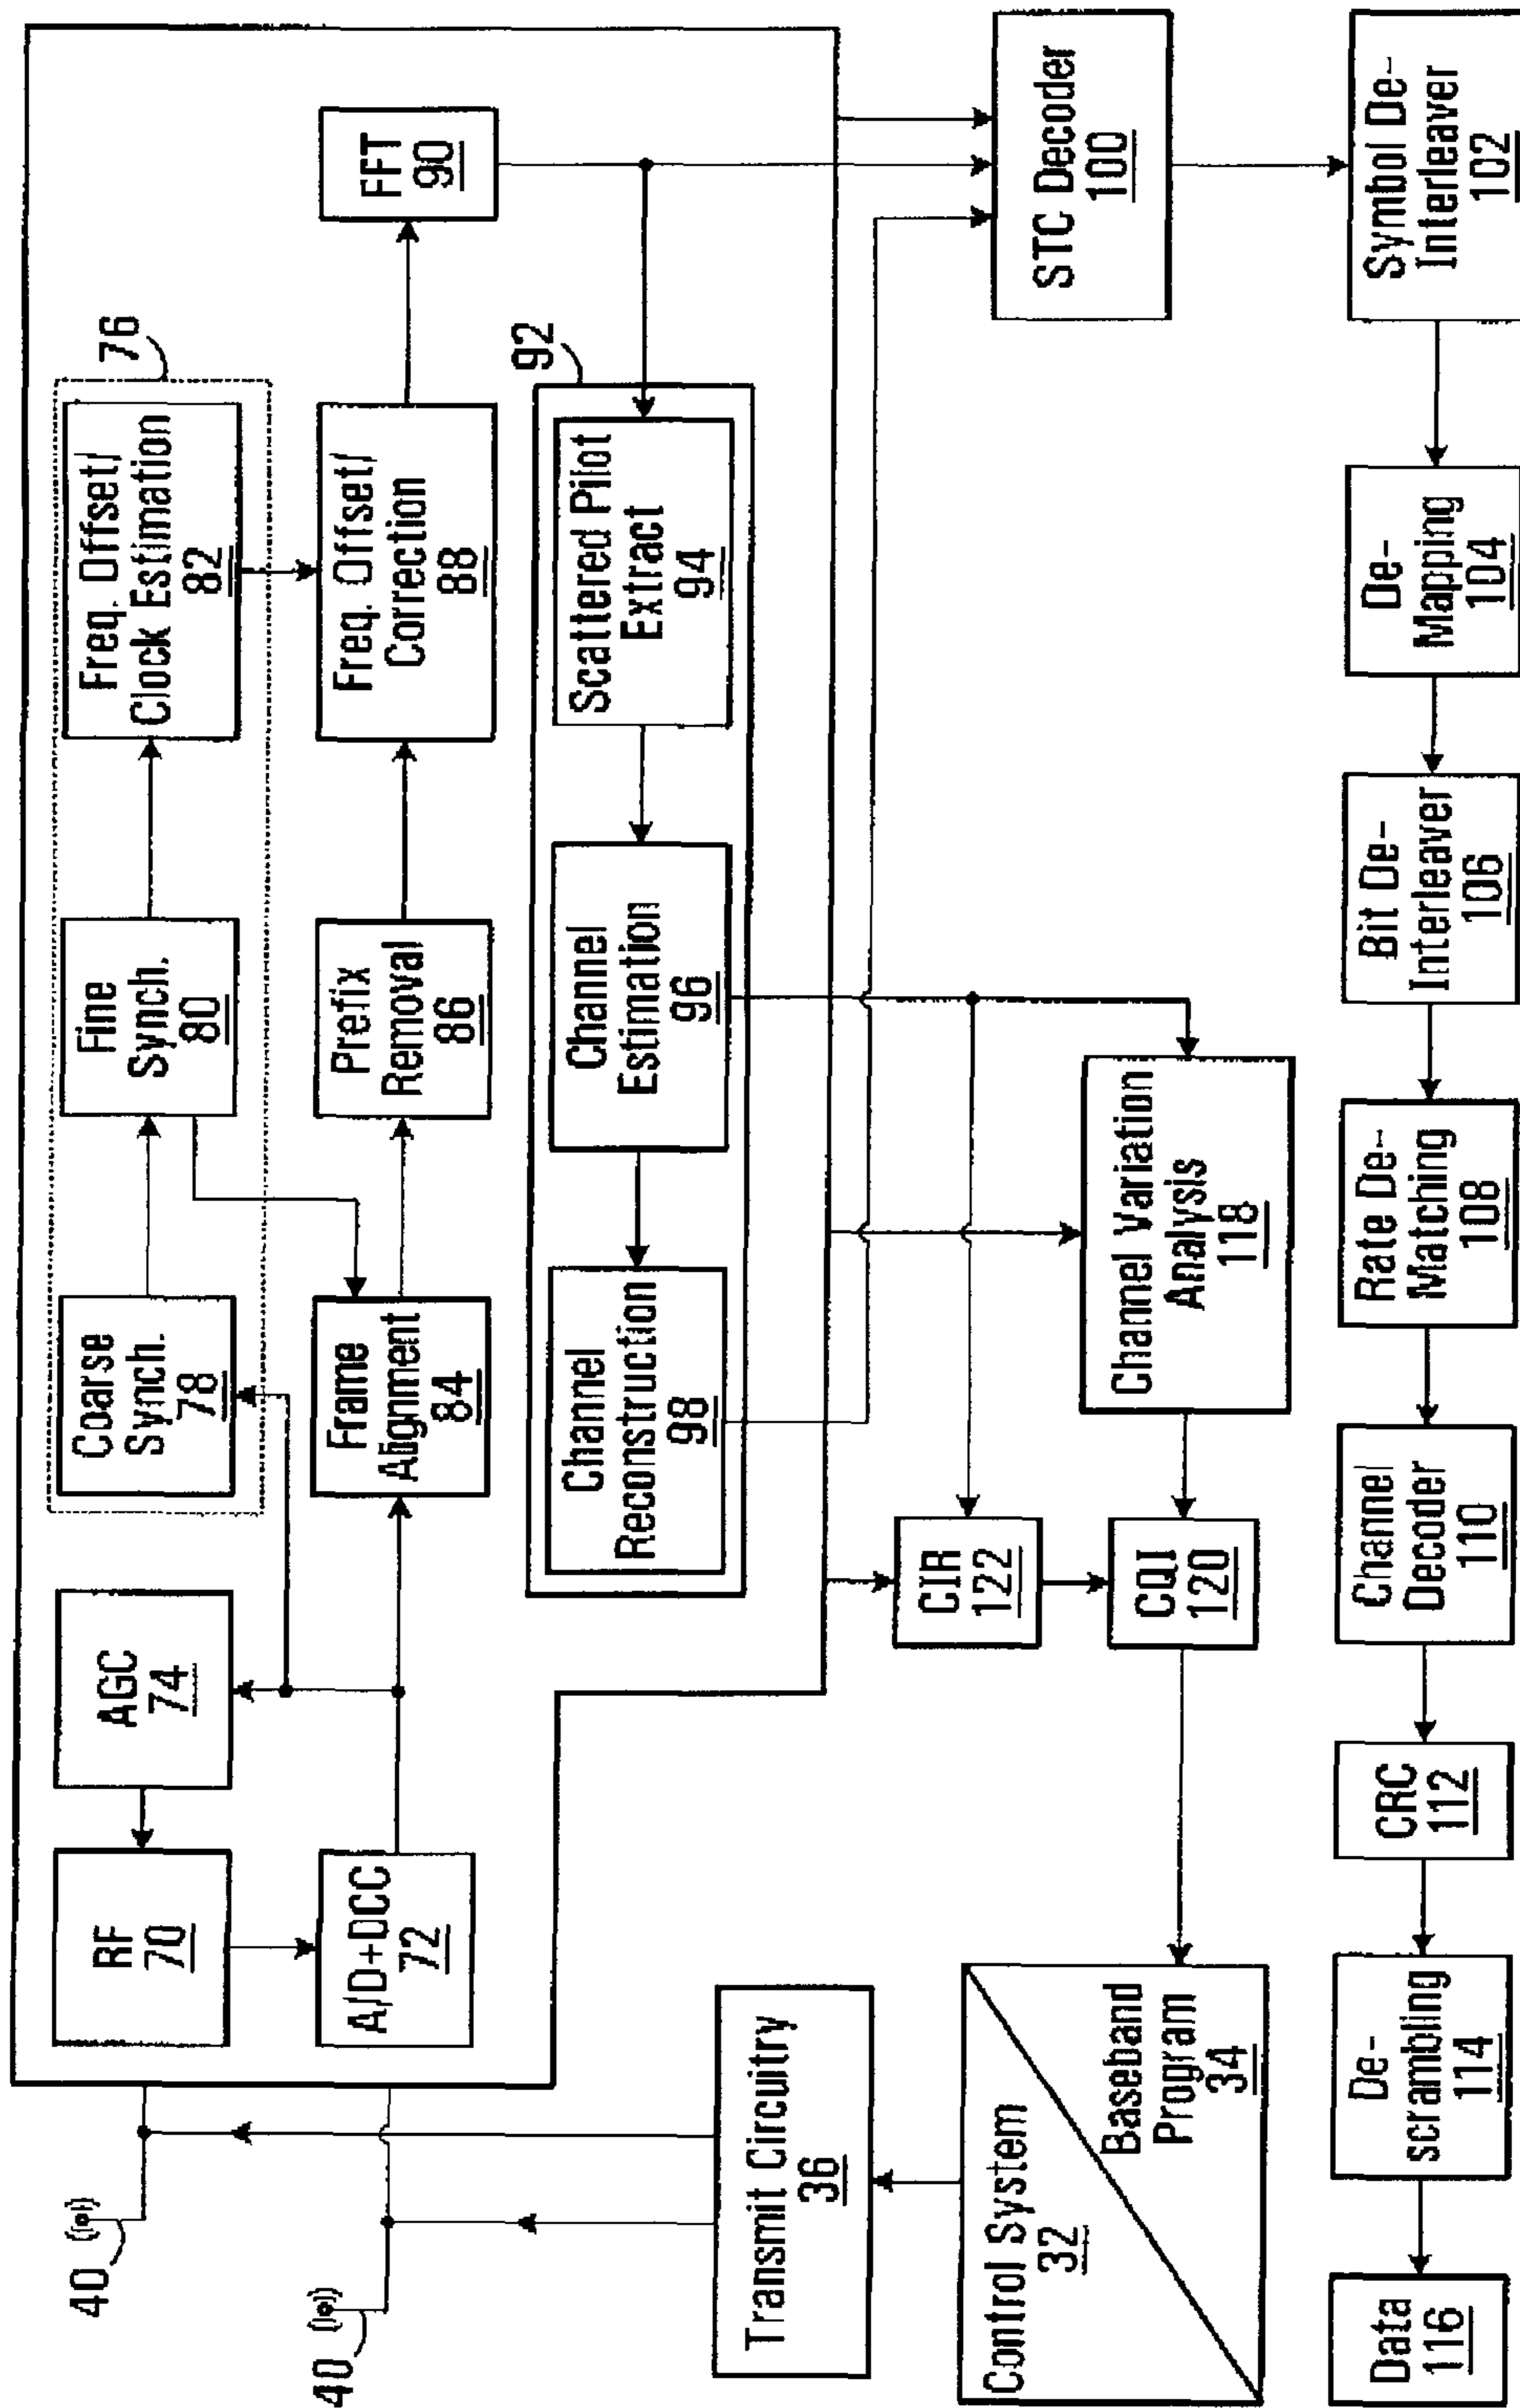 40
40
RF
70
AGC
74
A/D+DCC
72
76
Coarse
Synch.
78
Fine
Synch.
80
Freq. Offset/
Clock Estimation
82
Frame
Alignment
84
Prefix
Removal
86
Freq. Offset/
Correction
88
FFT
90
92
Channel
Reconstruction
98
Channel
Estimation
96
Scattered Pilot
Extract
94
Transmit Circuitry
36
CIR
122
STC Decoder
100
Control System
32
Baseband
Program
34
CQI
120
Channel Variation
Analysis
118
Data
116
De-
scrambling
114
CRC
112
Channel
Decoder
110
Rate De-
Matching
108
Bit De-
Interleaver
106
De-
Mapping
104
Symbol De-
Interleaver
102